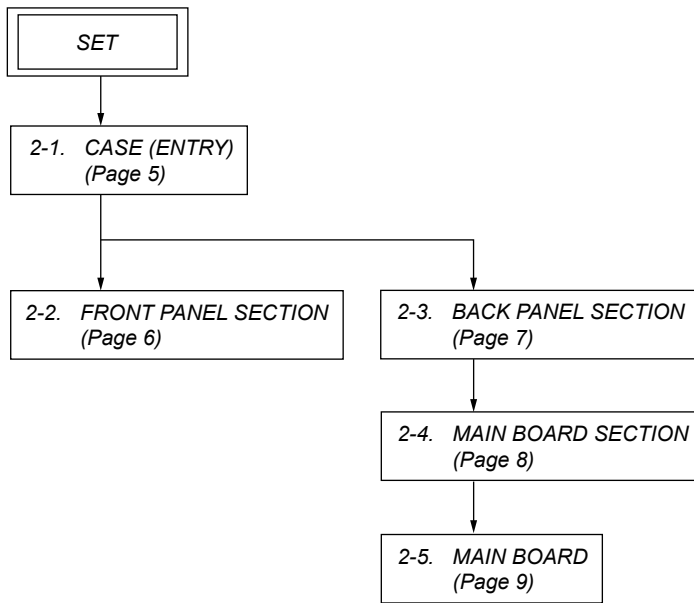 SET
2-1. CASE (ENTRY)
(Page 5)
2-2. FRONT PANEL SECTION
(Page 6)
2-3. BACK PANEL SECTION
(Page 7)
2-4. MAIN BOARD SECTION
(Page 8)
2-5. MAIN BOARD
(Page 9)